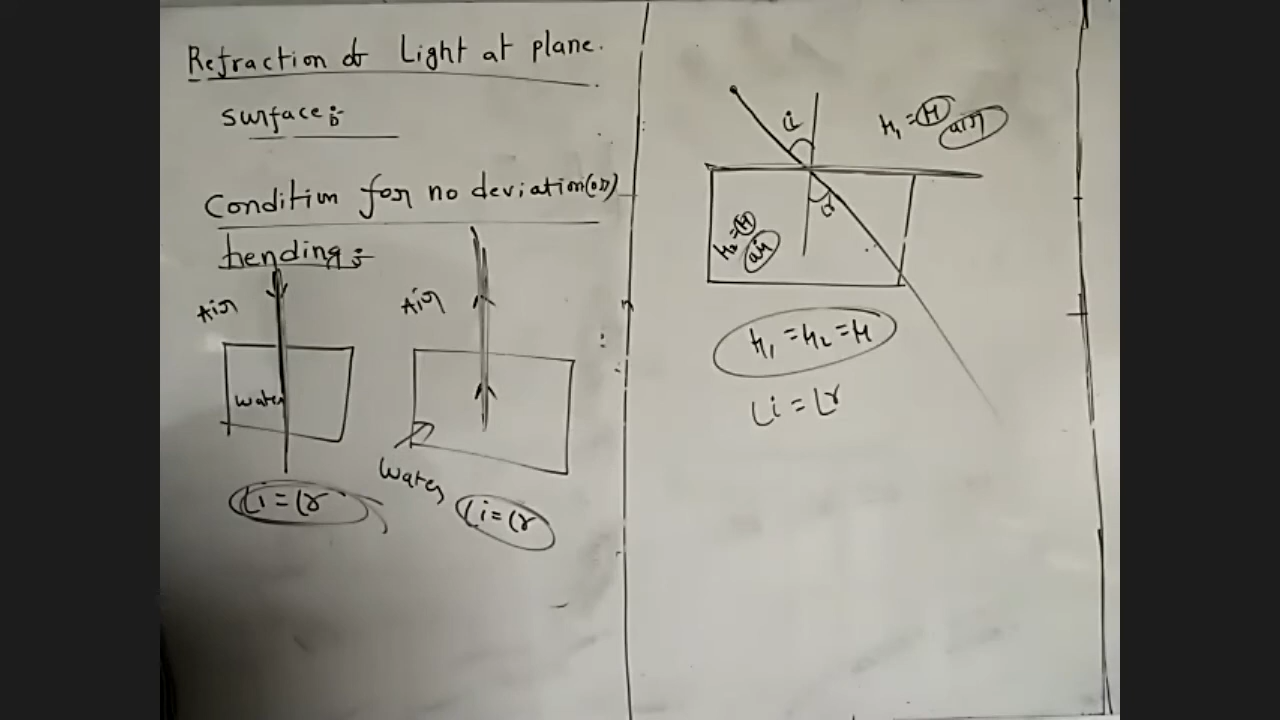 Refraction of Light at plane.
surface:-
Condition for no deviation(or)
bending:-
Air
Air
water
water
∠i = ∠r
∠i = ∠r
i
μ₁ = μ
air
r
μ₂ = μ
air
μ₁ = μ₂ = μ
∠i = ∠r